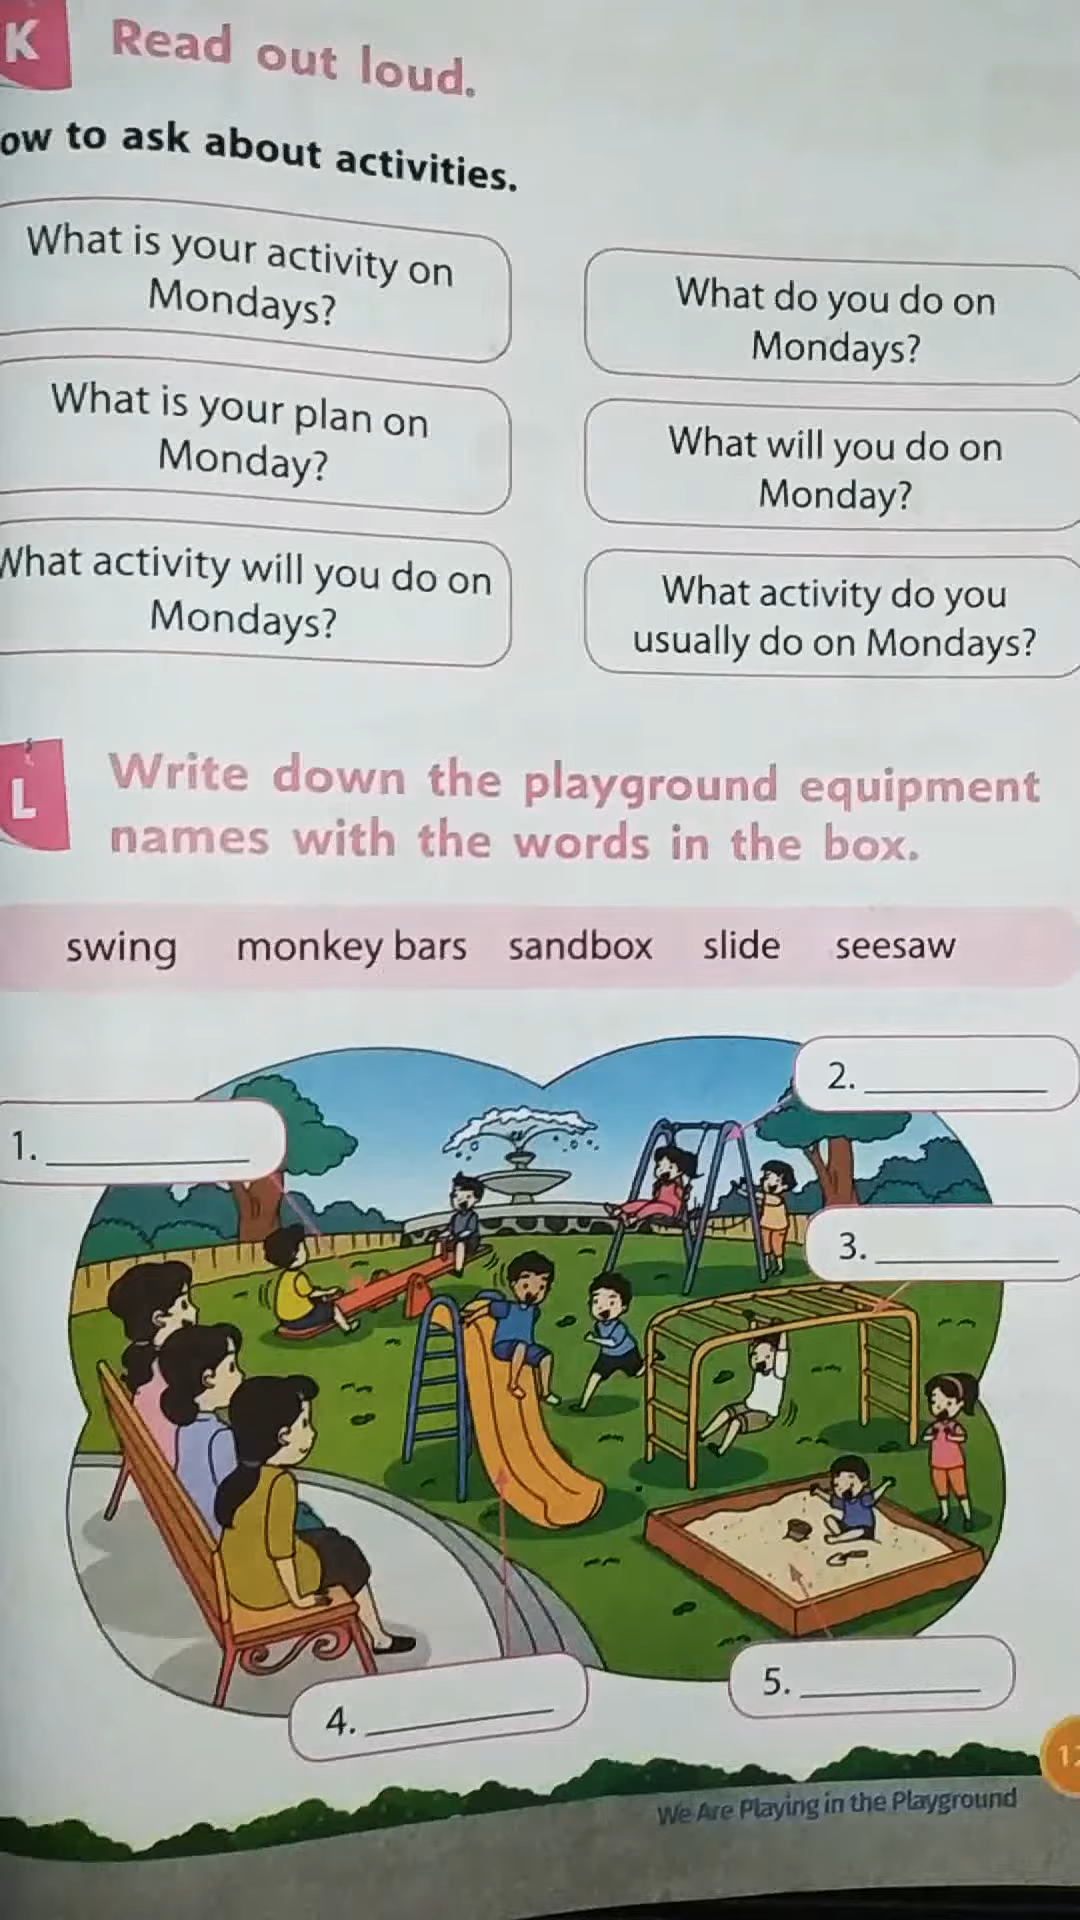 K
Read out loud.
ow to ask about activities.
What is your activity on
Mondays?
What do you do on
Mondays?
What is your plan on
Monday?
What will you do on
Monday?
What activity will you do on
Mondays?
What activity do you
usually do on Mondays?
L
Write down the playground equipment
names with the words in the box.
swing monkey bars sandbox slide seesaw
1.
2.
3.
4.
5.
We Are Playing in the Playground